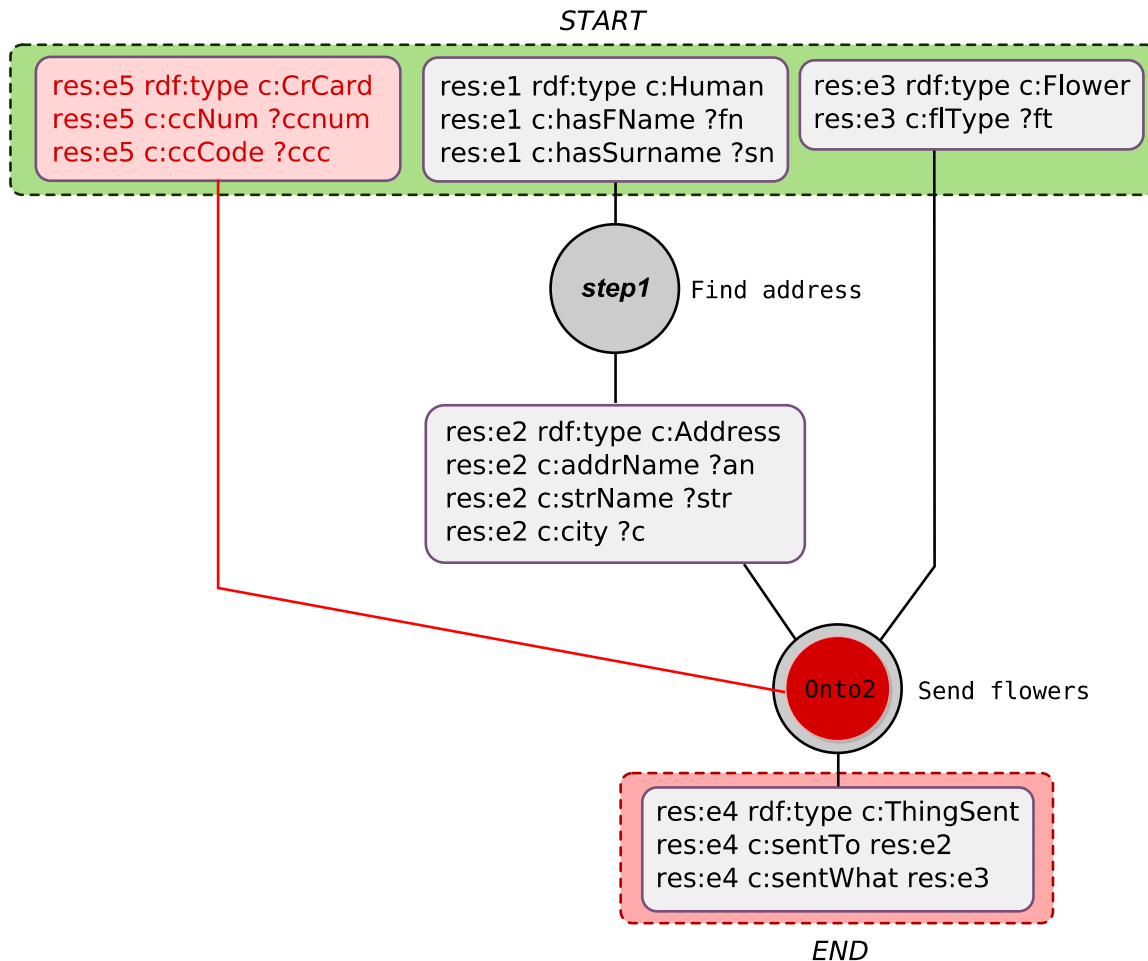 START
res:e5 rdf:type c:CrCard
res:e5 c:ccNum ?ccnum
res:e5 c:ccCode ?ccc
res:e1 rdf:type c:Human
res:e1 c:hasFName ?fn
res:e1 c:hasSurname ?sn
res:e3 rdf:type c:Flower
res:e3 c:flType ?ft
step1
Find address
res:e2 rdf:type c:Address
res:e2 c:addrName ?an
res:e2 c:strName ?str
res:e2 c:city ?c
Onto2
Send flowers
res:e4 rdf:type c:ThingSent
res:e4 c:sentTo res:e2
res:e4 c:sentWhat res:e3
END